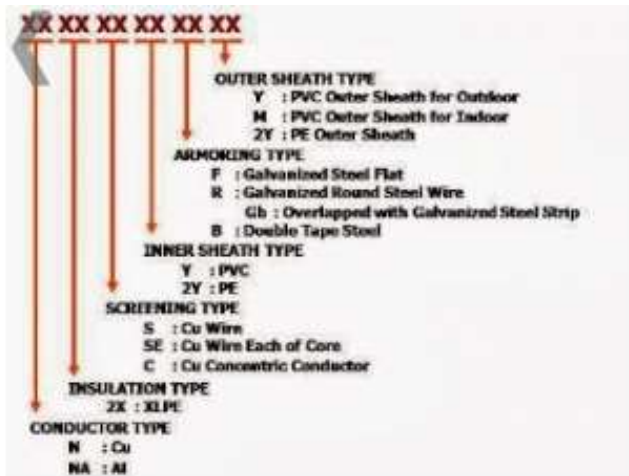 XX XX XX XX XX XX
OUTER SHEATH TYPE
Y : PVC Outer Sheath for Outdoor
M : PVC Outer Sheath for Indoor
2Y : PE Outer Sheath
ARMORING TYPE
F : Galvanized Steel Flat
R : Galvanized Round Steel Wire
Gb : Overlapped with Galvanized Steel Strip
B : Double Tape Steel
INNER SHEATH TYPE
Y : PVC
2Y : PE
SCREENING TYPE
S : Cu Wire
SE : Cu Wire Each of Core
C : Cu Concentric Conductor
INSULATION TYPE
2X : XLPE
CONDUCTOR TYPE
N : Cu
NA : Al